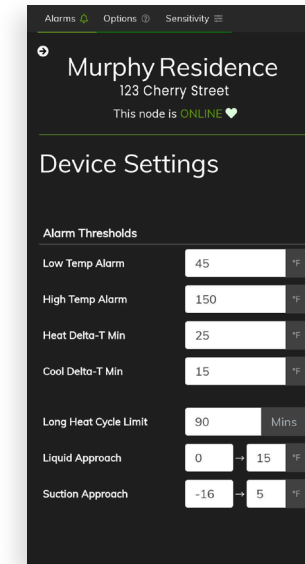 Alarms Options Sensitivity
Murphy Residence
123 Cherry Street
This node is ONLINE
Device Settings
Alarm Thresholds
Low Temp Alarm 45 °F
High Temp Alarm 150 °F
Heat Delta-T Min 25 °F
Cool Delta-T Min 15 °F
Long Heat Cycle Limit 90 Mins
Liquid Approach 0 → 15 °F
Suction Approach -16 → 5 °F